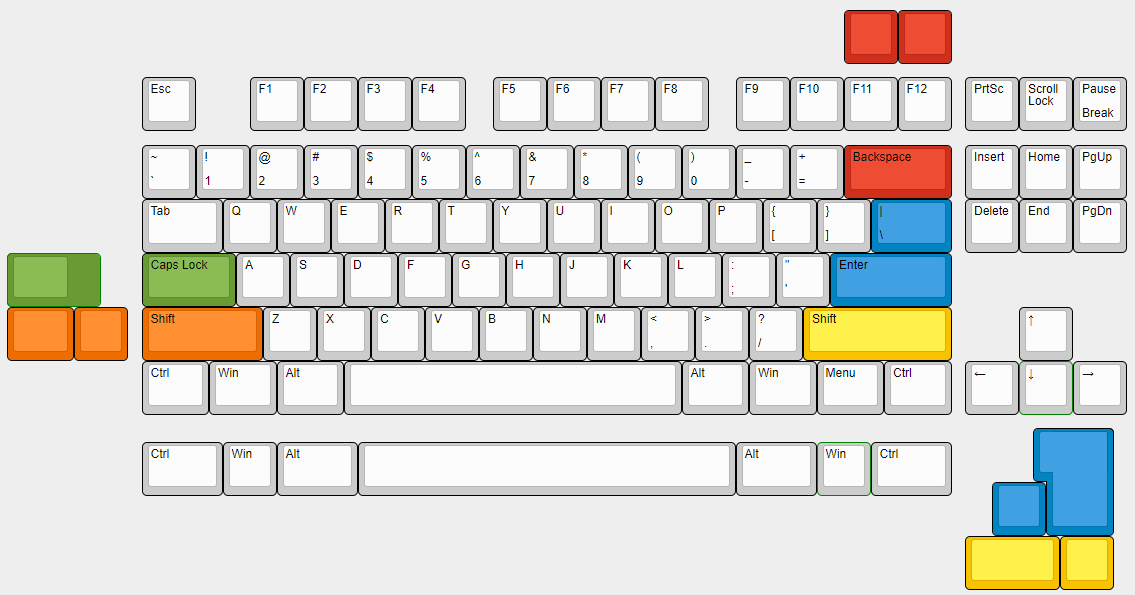 Esc F1 F2 F3 F4 F5 F6 F7 F8 F9 F10 F11 F12 PrtSc Scroll Pause
Lock
Break
~ ! @ # $ % ^ & * ( ) _ + Backspace Insert Home PgUp
` 1 2 3 4 5 6 7 8 9 0 - =
Tab Q W E R T Y U I O P { } | Delete End PgDn
[ ] \
Caps Lock A S D F G H J K L : " Enter
; '
Shift Z X C V B N M < > ? Shift ↑
, . /
Ctrl Win Alt Alt Win Menu Ctrl ← ↓ →
Ctrl Win Alt Alt Win Ctrl